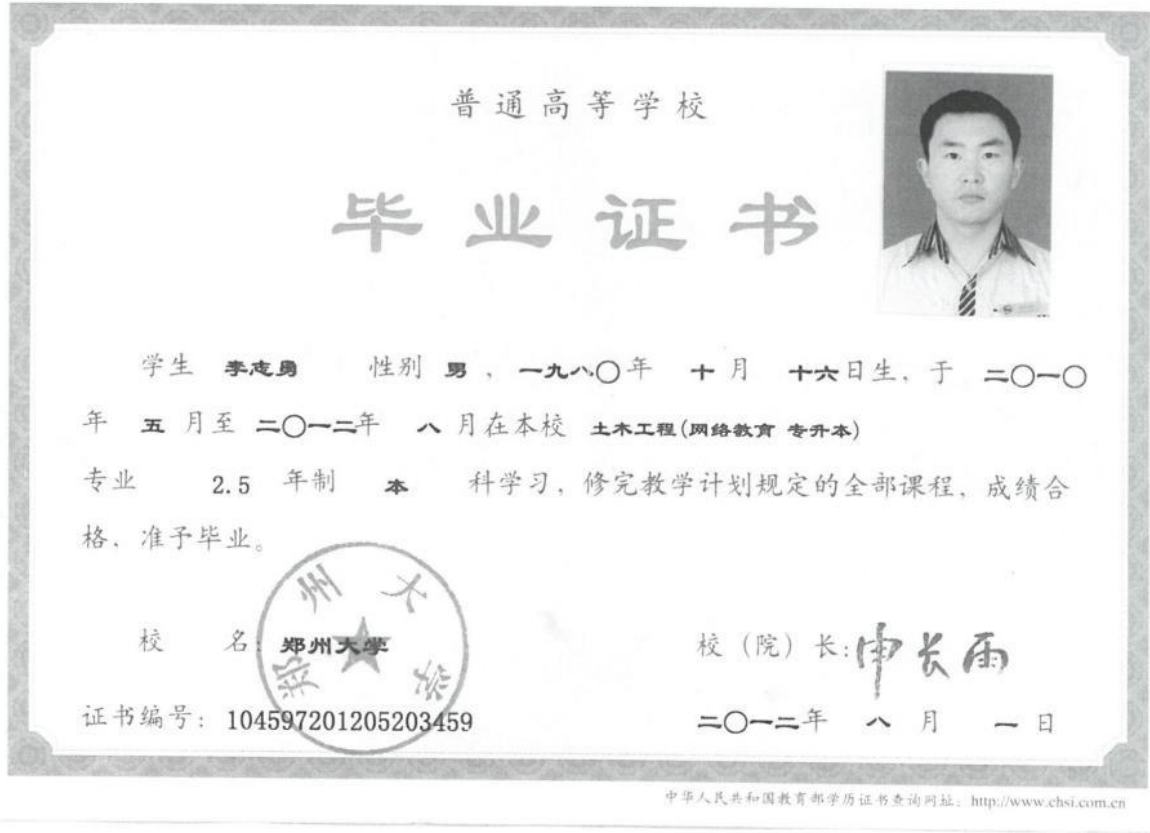 普通高等学校
毕业证书
学生 李志勇 性别 男 、一九八〇年 十月 十六日生、于 二〇一〇
年 五 月至 二〇一二年 八 月在本校 土木工程(网络教育 专升本)
专业 2.5 年制 本 科学习、修完教学计划规定的全部课程、成绩合
格、准予毕业。
郑州大学
校 名: 郑州大学 校（院）长: 申长雨
证书编号: 104597201205203459 二〇一二年 八 月 一 日
中华人民共和国教育部学历证书查询网址: http://www.chsi.com.cn